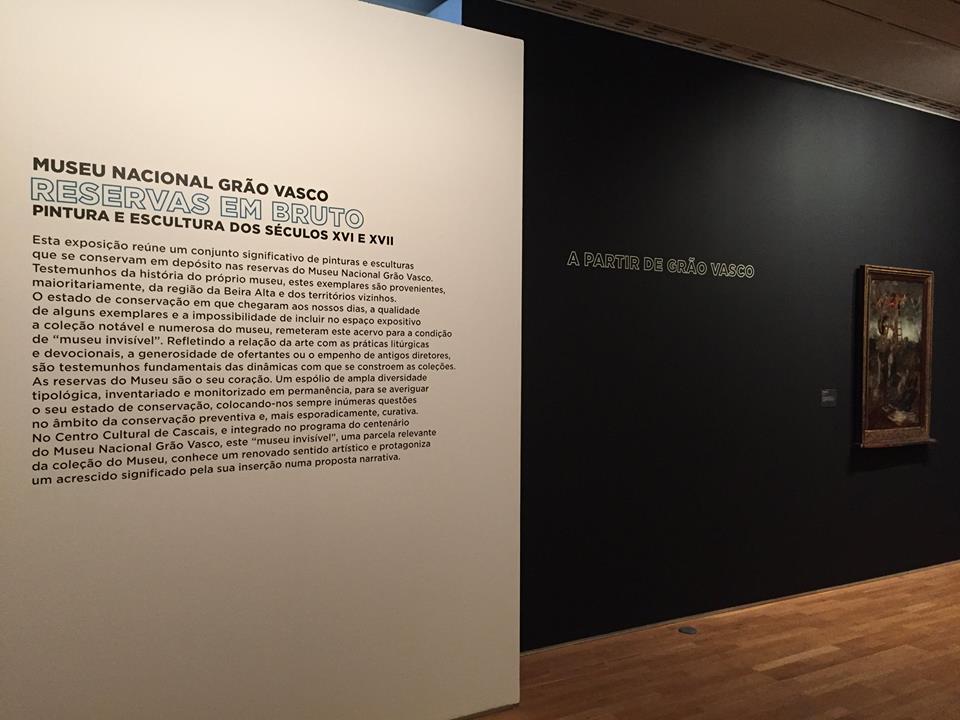 MUSEU NACIONAL GRÃO VASCO
RESERVAS EM BRUTO
PINTURA E ESCULTURA DOS SÉCULOS XVI E XVII
Esta exposição reúne um conjunto significativo de pinturas e esculturas
que se conservam em depósito nas reservas do Museu Nacional Grão Vasco.
Testemunhos da história do próprio museu, estes exemplares são provenientes,
maioritariamente, da região da Beira Alta e dos territórios vizinhos.
O estado de conservação em que chegaram aos nossos dias, a qualidade
de alguns exemplares e a impossibilidade de incluir no espaço expositivo
a coleção notável e numerosa do museu, remeteram este acervo para a condição
de “museu invisível”. Refletindo a relação da arte com as práticas litúrgicas
e devocionais, a generosidade de ofertantes ou o empenho de antigos diretores,
são testemunhos fundamentais das dinâmicas com que se constroem as coleções.
As reservas do Museu são o seu coração. Um espólio de ampla diversidade
tipológica, inventariado e monitorizado em permanência, para se averiguar
o seu estado de conservação, colocando-nos sempre inúmeras questões
no âmbito da conservação preventiva e, mais esporadicamente, curativa.
No Centro Cultural de Cascais, e integrado no programa do centenário
do Museu Nacional Grão Vasco, este “museu invisível”, uma parcela relevante
da coleção do Museu, conhece um renovado sentido artístico e protagoniza
um acrescido significado pela sua inserção numa proposta narrativa.
A PARTIR DE GRÃO VASCO